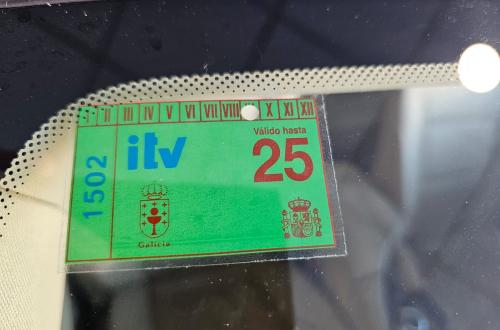 II III IV V VI VII VIII X XI XII
itv
Válido hasta
25
1502
Galicia